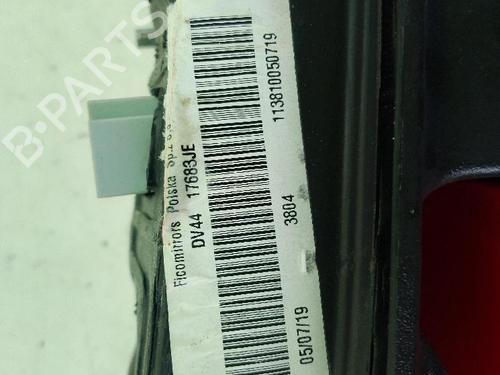 B-PARTS
Ficomirrors Polska Sp.z o.o
DV44 17683JE
3804
113810050719
05/07/19